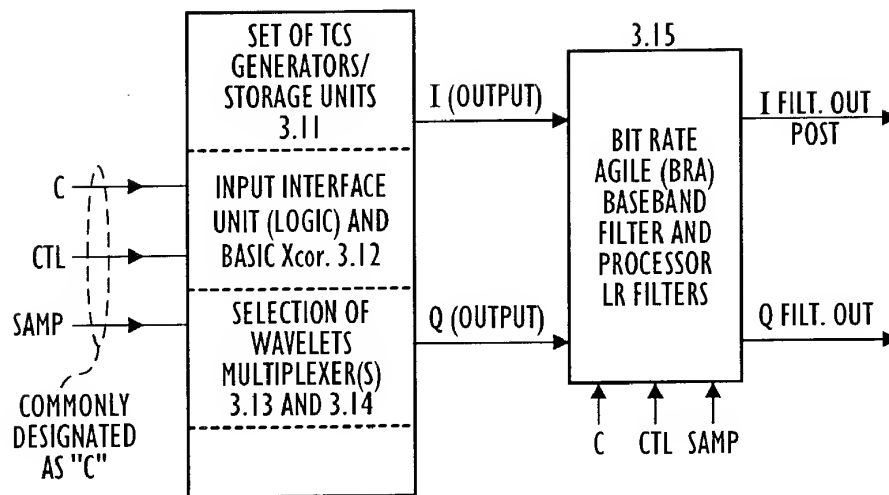 SET OF TCS
GENERATORS/
STORAGE UNITS
3.11
INPUT INTERFACE
UNIT (LOGIC) AND
BASIC Xcor. 3.12
SELECTION OF
WAVELETS
MULTIPLEXER(S)
3.13 AND 3.14
C
CTL
SAMP
COMMONLY
DESIGNATED
AS "C"
I (OUTPUT)
Q (OUTPUT)
3.15
BIT RATE
AGILE (BRA)
BASEBAND
FILTER AND
PROCESSOR
LR FILTERS
I FILT. OUT
POST
Q FILT. OUT
C CTL SAMP